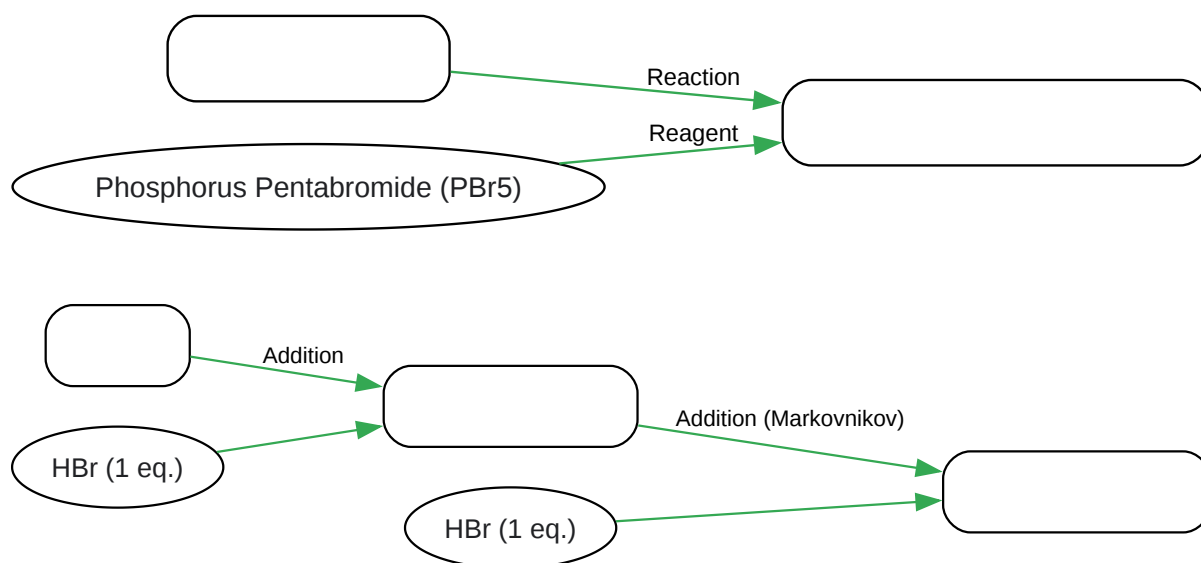 Reaction
Reagent
Phosphorus Pentabromide (PBr5)
Addition
HBr (1 eq.)
Addition (Markovnikov)
HBr (1 eq.)